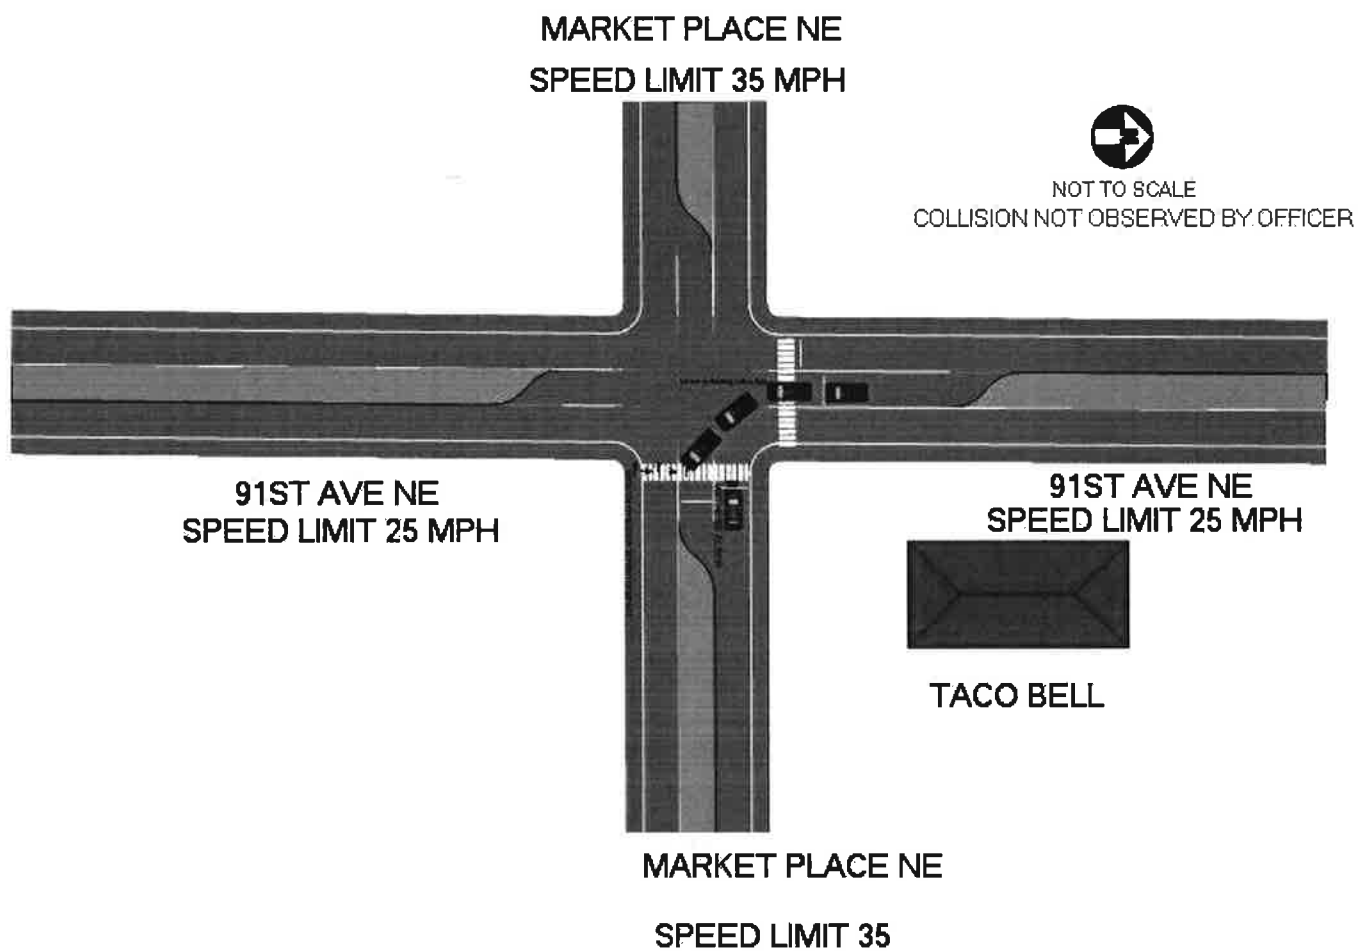 MARKET PLACE NE
SPEED LIMIT 35 MPH
NOT TO SCALE
COLLISION NOT OBSERVED BY OFFICER
91ST AVE NE
SPEED LIMIT 25 MPH
91ST AVE NE
SPEED LIMIT 25 MPH
TACO BELL
MARKET PLACE NE
SPEED LIMIT 35